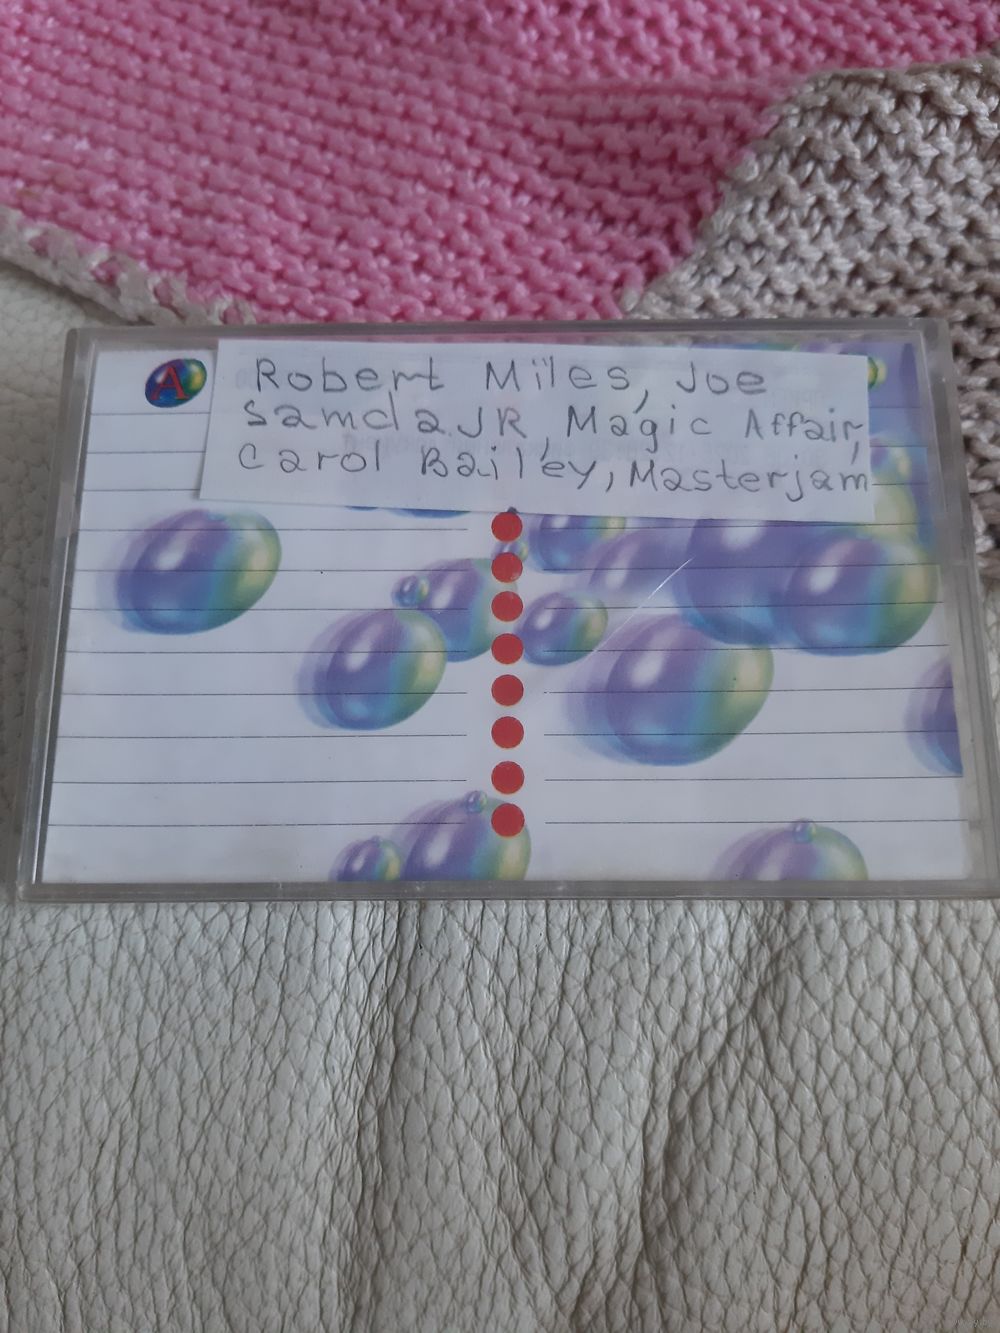 A
Robert Miles, Joe
samda JR, Magic Affair,
Carol Bailey, Masterjam